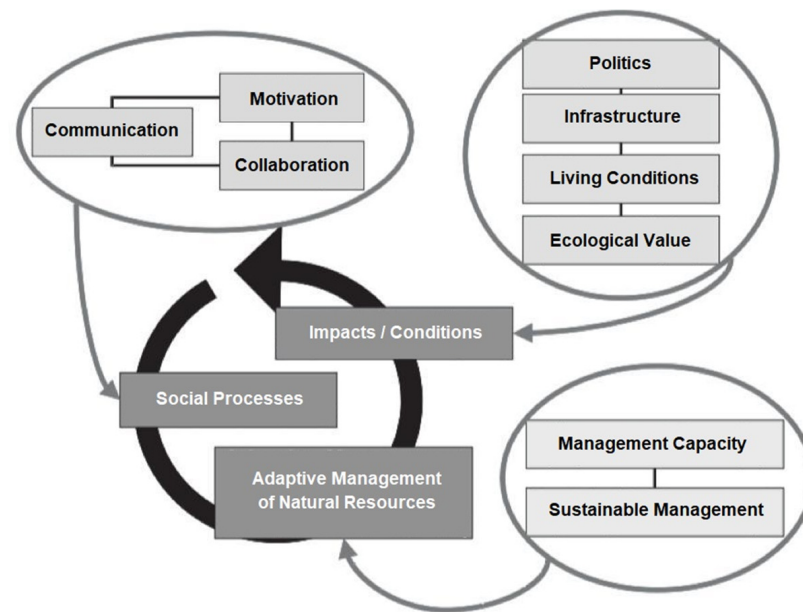 Politics
Motivation
Infrastructure
Communication
Collaboration
Living Conditions
Ecological Value
Impacts / Conditions
Social Processes
Management Capacity
Adaptive Management
of Natural Resources
Sustainable Management